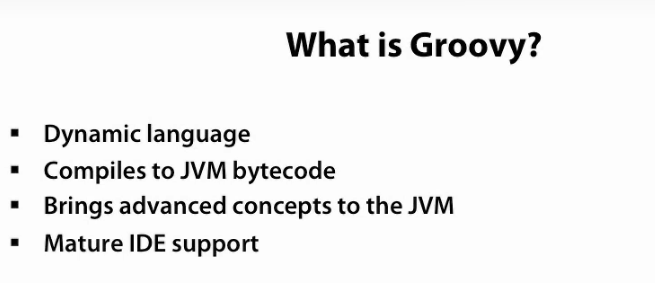 What is Groovy?
▪ Dynamic language
▪ Compiles to JVM bytecode
▪ Brings advanced concepts to the JVM
▪ Mature IDE support